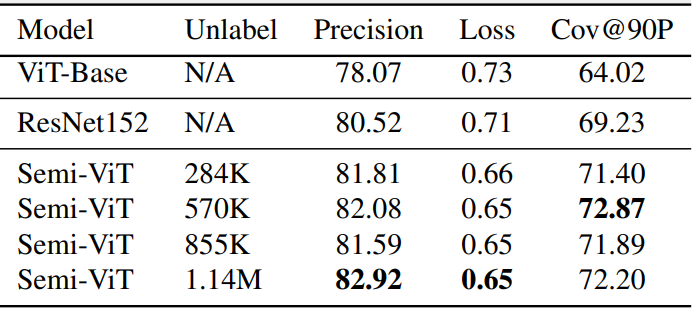 Model Unlabel Precision Loss Cov@90P
ViT-Base N/A 78.07 0.73 64.02
ResNet152 N/A 80.52 0.71 69.23
Semi-ViT 284K 81.81 0.66 71.40
Semi-ViT 570K 82.08 0.65 72.87
Semi-ViT 855K 81.59 0.65 71.89
Semi-ViT 1.14M 82.92 0.65 72.20